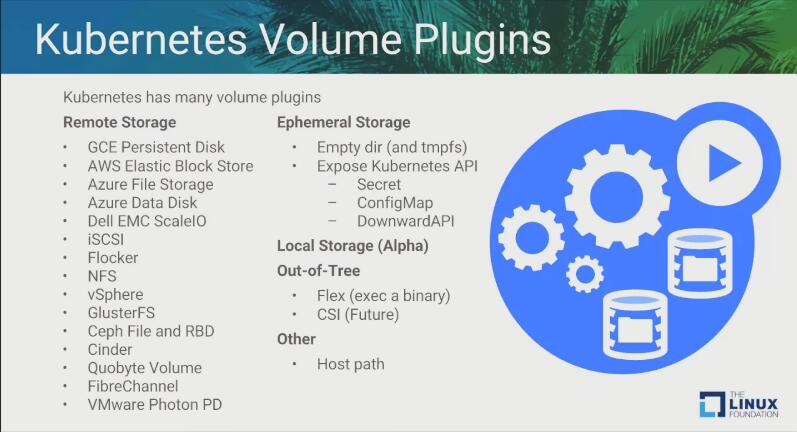 Kubernetes Volume Plugins
Kubernetes has many volume plugins
Remote Storage
• GCE Persistent Disk
• AWS Elastic Block Store
• Azure File Storage
• Azure Data Disk
• Dell EMC ScaleIO
• iSCSI
• Flocker
• NFS
• vSphere
• GlusterFS
• Ceph File and RBD
• Cinder
• Quobyte Volume
• FibreChannel
• VMware Photon PD
Ephemeral Storage
• Empty dir (and tmpfs)
• Expose Kubernetes API
– Secret
– ConfigMap
– DownwardAPI
Local Storage (Alpha)
Out-of-Tree
• Flex (exec a binary)
• CSI (Future)
Other
• Host path
THE
LINUX
FOUNDATION